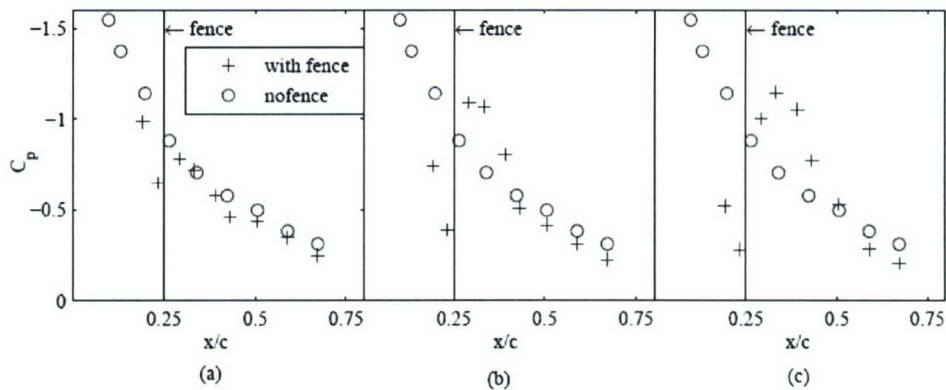 −1.5
−1
−0.5
0
C_p
← fence
+ with fence
○ nofence
0.25 0.5 0.75
x/c
(a)
← fence
0.25 0.5 0.75
x/c
(b)
← fence
0.25 0.5 0.75
x/c
(c)